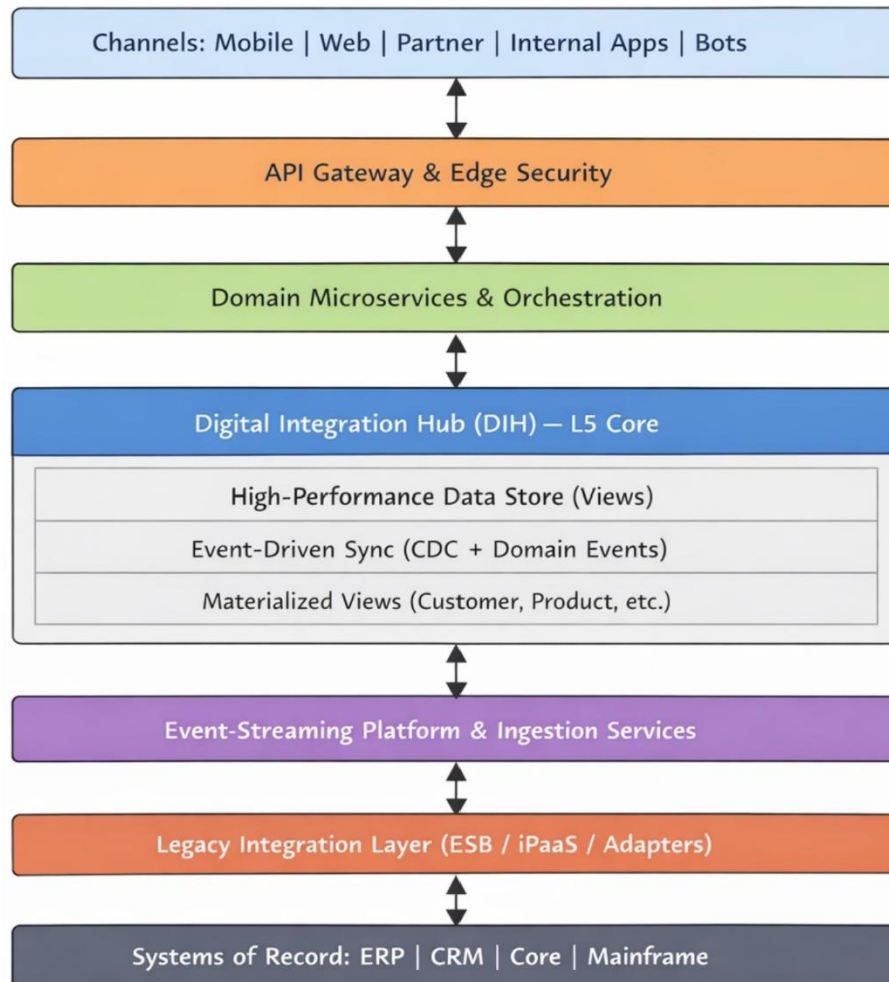 Channels: Mobile | Web | Partner | Internal Apps | Bots
API Gateway & Edge Security
Domain Microservices & Orchestration
Digital Integration Hub (DIH) — L5 Core
High-Performance Data Store (Views)
Event-Driven Sync (CDC + Domain Events)
Materialized Views (Customer, Product, etc.)
Event-Streaming Platform & Ingestion Services
Legacy Integration Layer (ESB / iPaaS / Adapters)
Systems of Record: ERP | CRM | Core | Mainframe